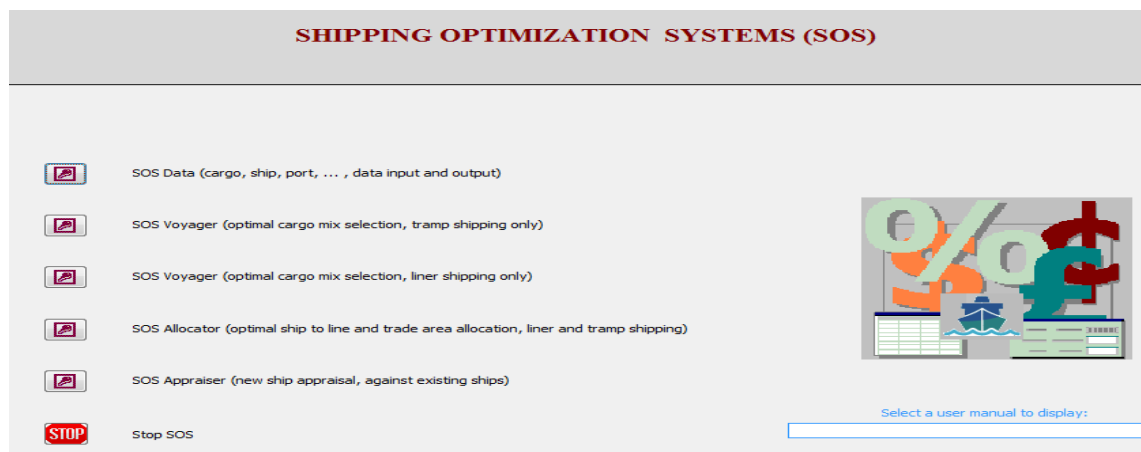 SHIPPING OPTIMIZATION SYSTEMS (SOS)
SOS Data (cargo, ship, port, ... , data input and output)
SOS Voyager (optimal cargo mix selection, tramp shipping only)
SOS Voyager (optimal cargo mix selection, liner shipping only)
SOS Allocator (optimal ship to line and trade area allocation, liner and tramp shipping)
SOS Appraiser (new ship appraisal, against existing ships)
Select a user manual to display:
STOP Stop SOS